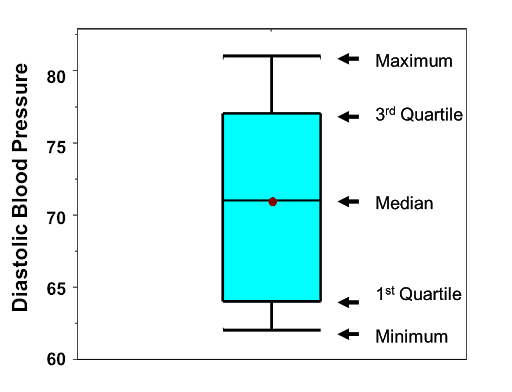 Diastolic Blood Pressure
80
75
70
65
60
Maximum
3rd Quartile
Median
1st Quartile
Minimum